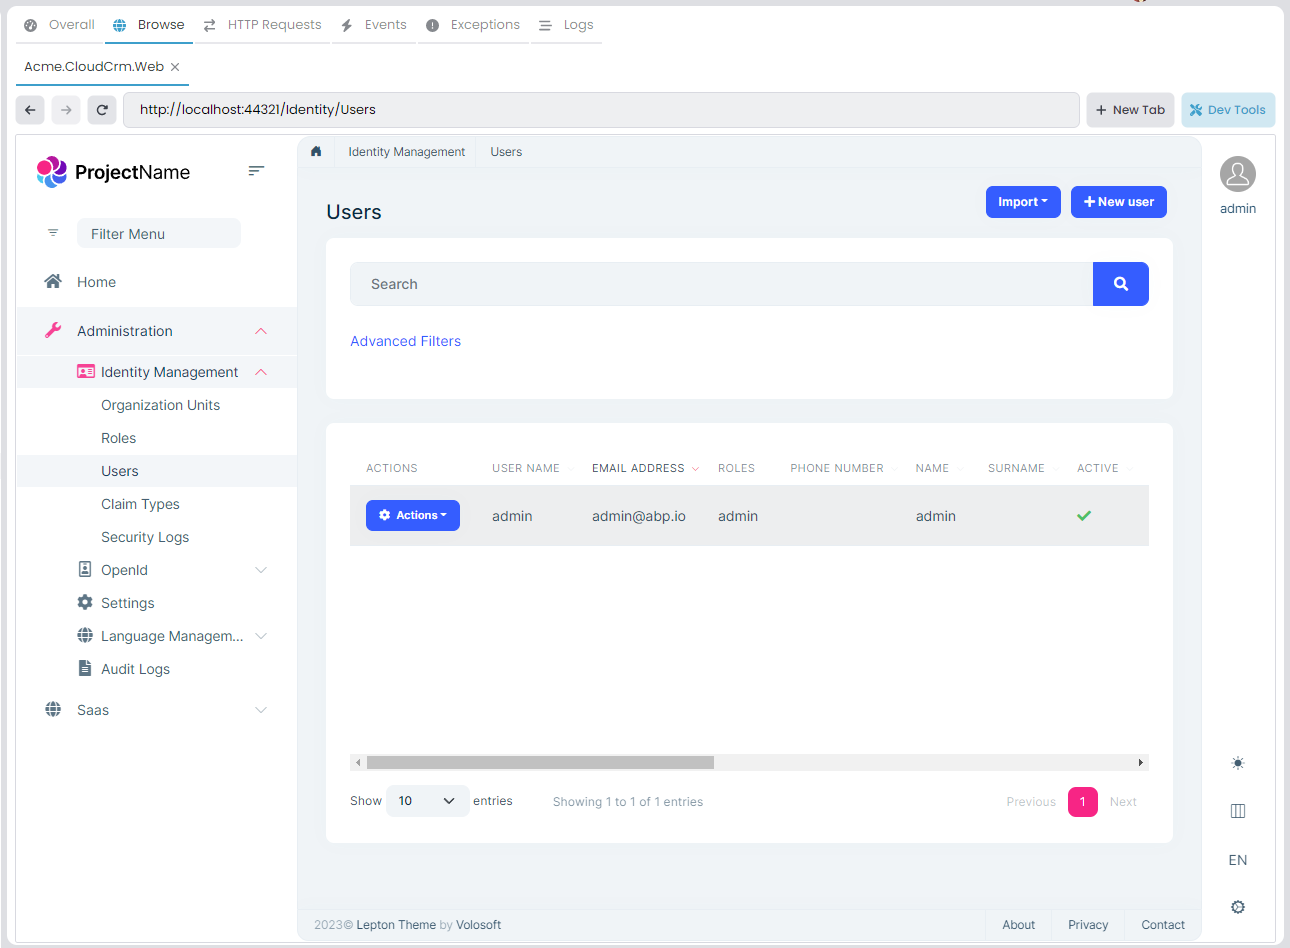 Overall Browse HTTP Requests Events Exceptions Logs
Acme.CloudCrm.Web
http://localhost:44321/Identity/Users New Tab Dev Tools
ProjectName
Filter Menu
Home
Administration
Identity Management
Organization Units
Roles
Users
Claim Types
Security Logs
OpenId
Settings
Language Managem...
Audit Logs
Saas
Identity Management Users
Users
Import New user
Search
Advanced Filters
ACTIONS USER NAME EMAIL ADDRESS ROLES PHONE NUMBER NAME SURNAME ACTIVE
Actions admin admin@abp.io admin admin
Show 10 entries Showing 1 to 1 of 1 entries Previous 1 Next
2023© Lepton Theme by Volosoft About Privacy Contact
admin
EN